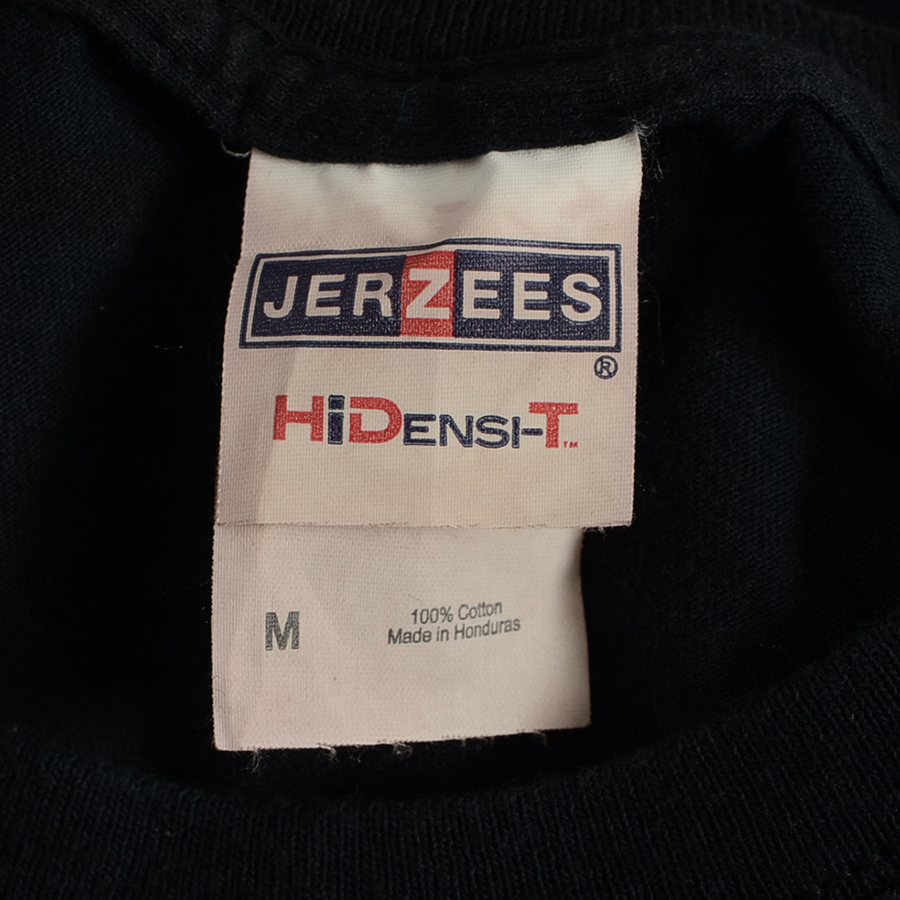 JERZEES
®
HiDENSI-T™
M
100% Cotton
Made in Honduras